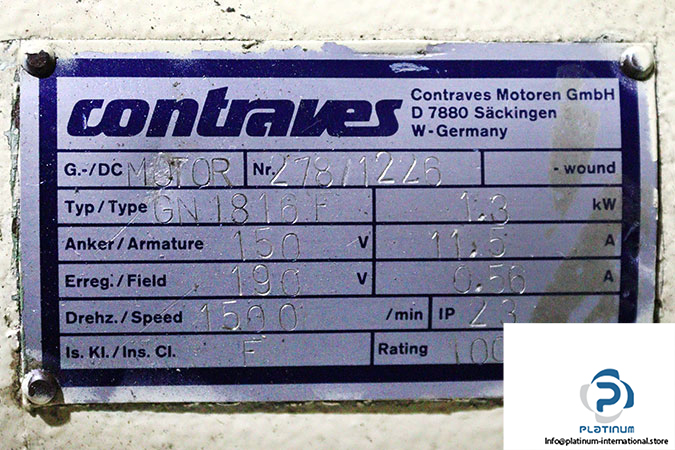 contraves
Contraves Motoren GmbH
D 7880 Säckingen
W-Germany
G.-/DC MOTOR Nr. 278/1226 - wound
Typ/Type GN1816 F 1.3 kW
Anker/Armature 150 V 11,5 A
Erreg./Field 190 V 0.56 A
Drehz./Speed 1500 /min IP 23
Is. Kl./Ins. Cl. F Rating 100
PLATINUM
Info@platinum-international.store